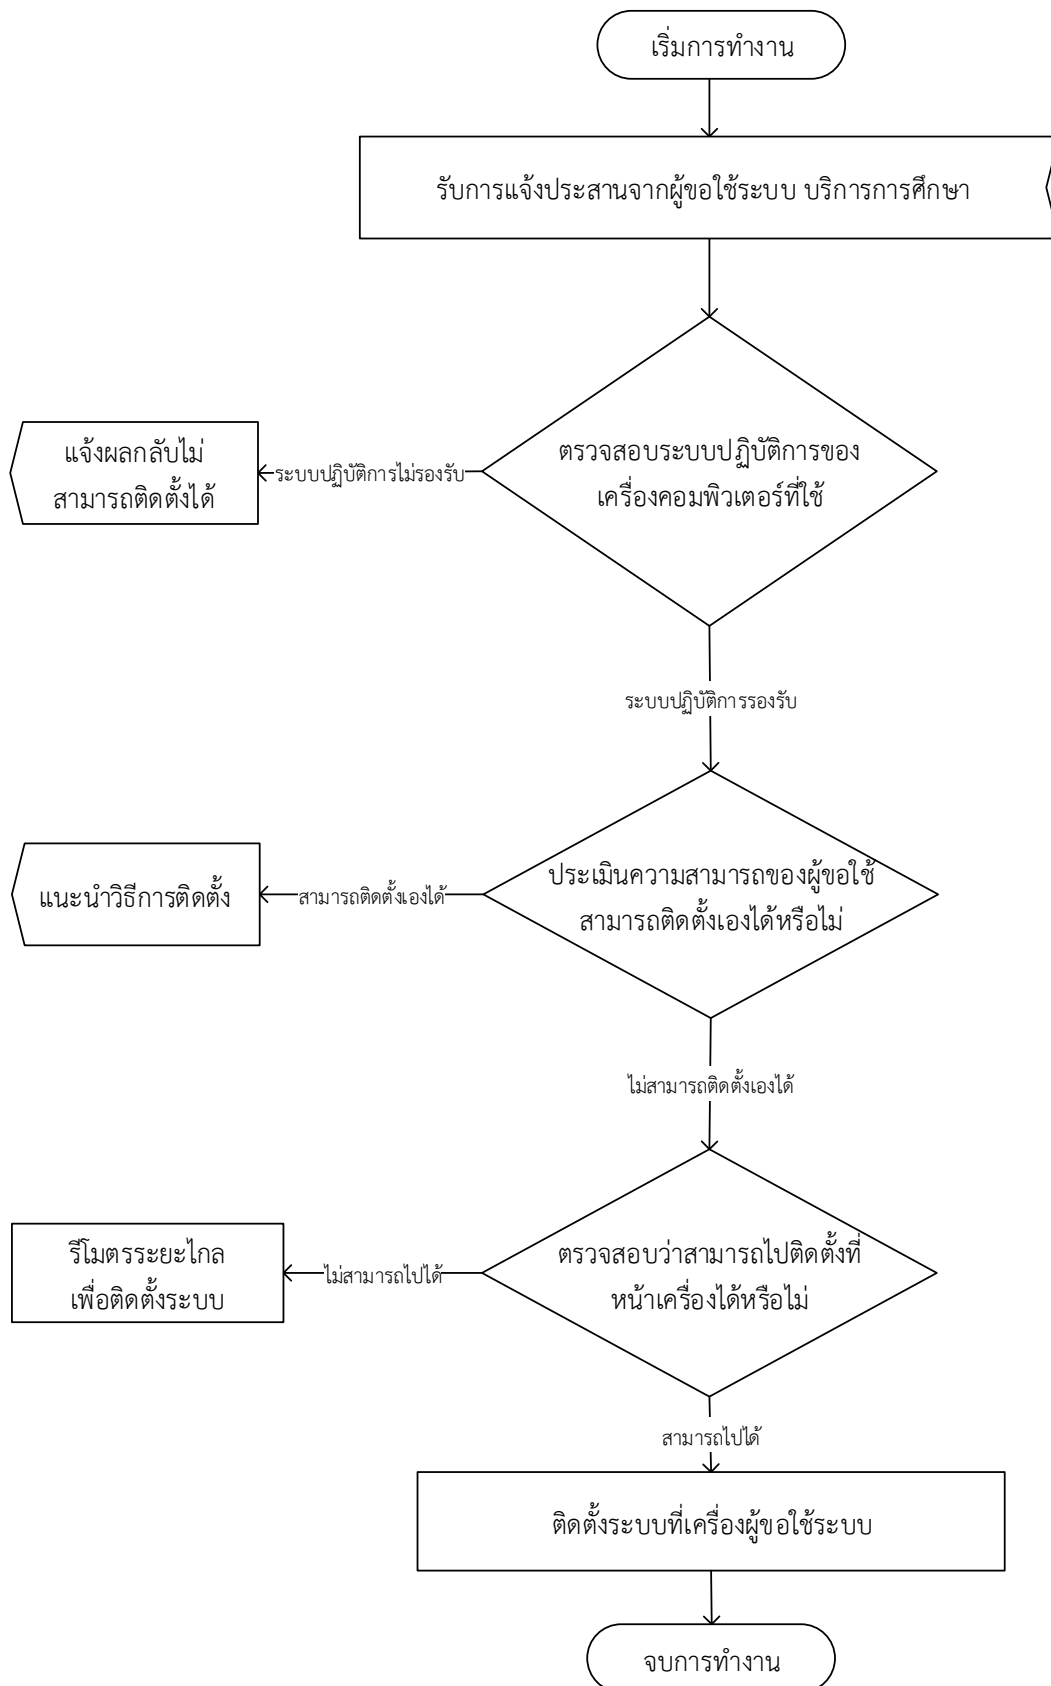 เริ่มการทำงาน
รับการแจ้งประสานจากผู้ขอใช้ระบบ บริการการศึกษา
ตรวจสอบระบบปฏิบัติการของ
เครื่องคอมพิวเตอร์ที่ใช้
ระบบปฏิบัติการไม่รองรับ
แจ้งผลกลับไม่
สามารถติดตั้งได้
ระบบปฏิบัติการรองรับ
ประเมินความสามารถของผู้ขอใช้
สามารถติดตั้งเองได้หรือไม่
สามารถติดตั้งเองได้
แนะนำวิธีการติดตั้ง
ไม่สามารถติดตั้งเองได้
ตรวจสอบว่าสามารถไปติดตั้งที่
หน้าเครื่องได้หรือไม่
ไม่สามารถไปได้
รีโมตรระยะไกล
เพื่อติดตั้งระบบ
สามารถไปได้
ติดตั้งระบบที่เครื่องผู้ขอใช้ระบบ
จบการทำงาน